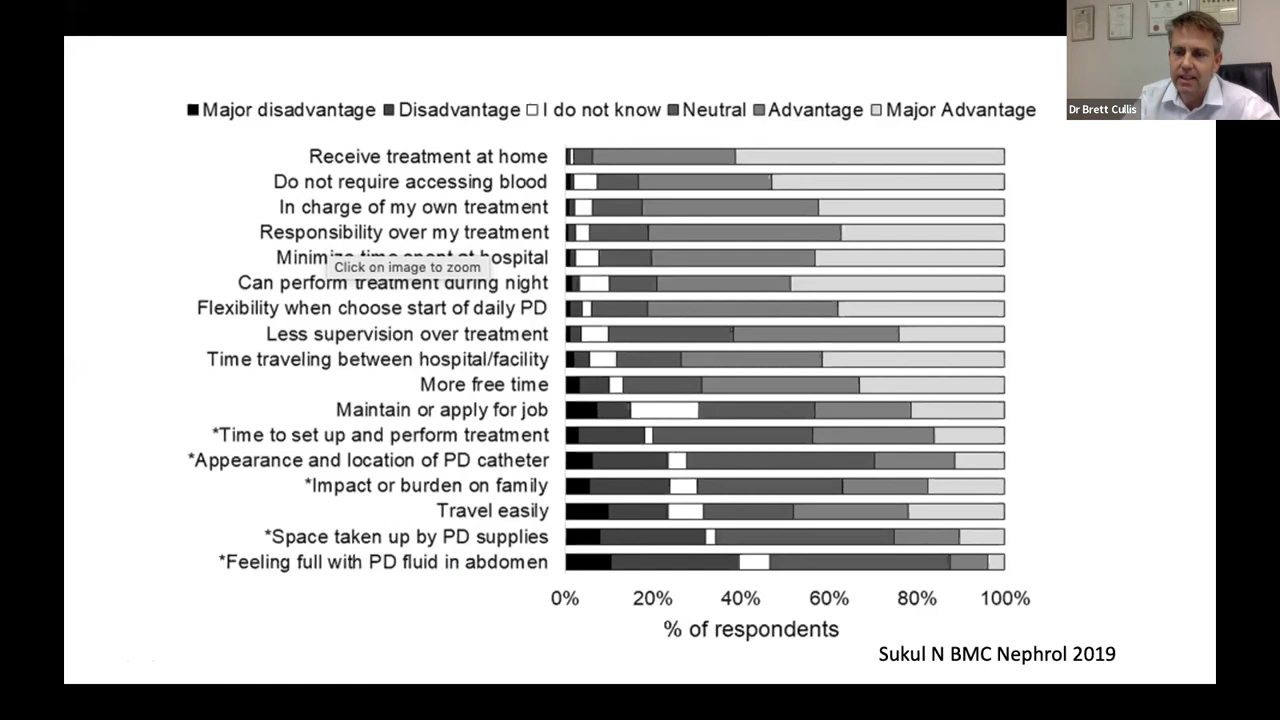 Dr Brett Cullis
Major disadvantage Disadvantage I do not know Neutral Advantage Major Advantage
Receive treatment at home
Do not require accessing blood
In charge of my own treatment
Responsibility over my treatment
Minimize time spent at hospital
Click on image to zoom
Can perform treatment during night
Flexibility when choose start of daily PD
Less supervision over treatment
Time traveling between hospital/facility
More free time
Maintain or apply for job
*Time to set up and perform treatment
*Appearance and location of PD catheter
*Impact or burden on family
Travel easily
*Space taken up by PD supplies
*Feeling full with PD fluid in abdomen
0% 20% 40% 60% 80% 100%
% of respondents
Sukul N BMC Nephrol 2019